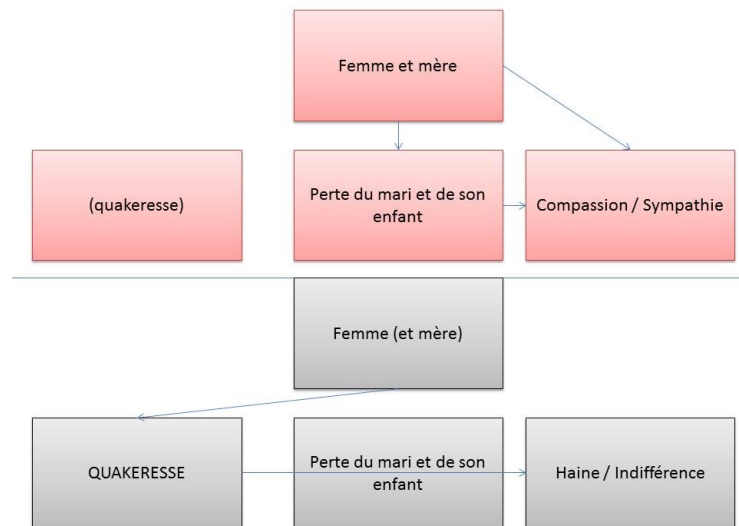 Femme et mère
(quakeresse)
Perte du mari et de son
enfant
Compassion / Sympathie
Femme (et mère)
QUAKERESSE
Perte du mari et de son
enfant
Haine / Indifférence